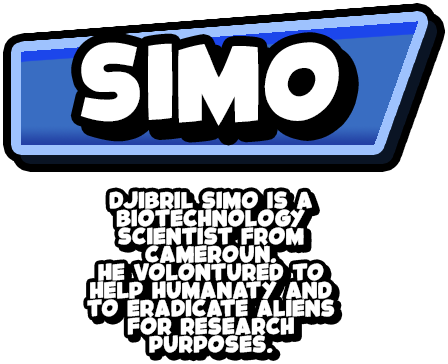 SIMO
DJIBRIL SIMO IS A
BIOTECHNOLOGY
SCIENTIST FROM
CAMEROUN.
HE VOLONTURED TO
HELP HUMANATY AND
TO ERADICATE ALIENS
FOR RESEARCH
PURPOSES.